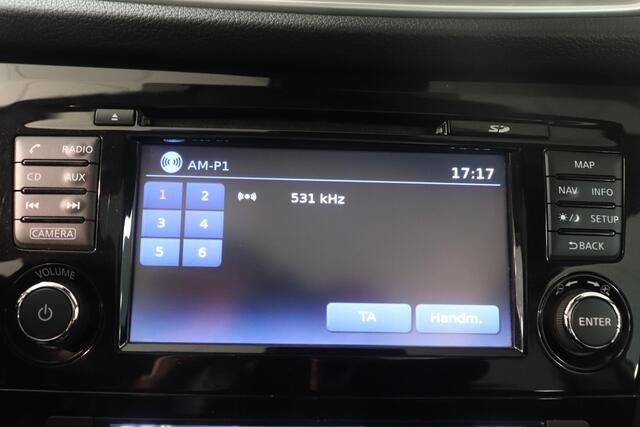 RADIO
CD AUX
CAMERA
VOLUME
AM-P1
17:17
1 2
531 kHz
3 4
5 6
TA Handm.
SD
MAP
NAV INFO
SETUP
BACK
ENTER